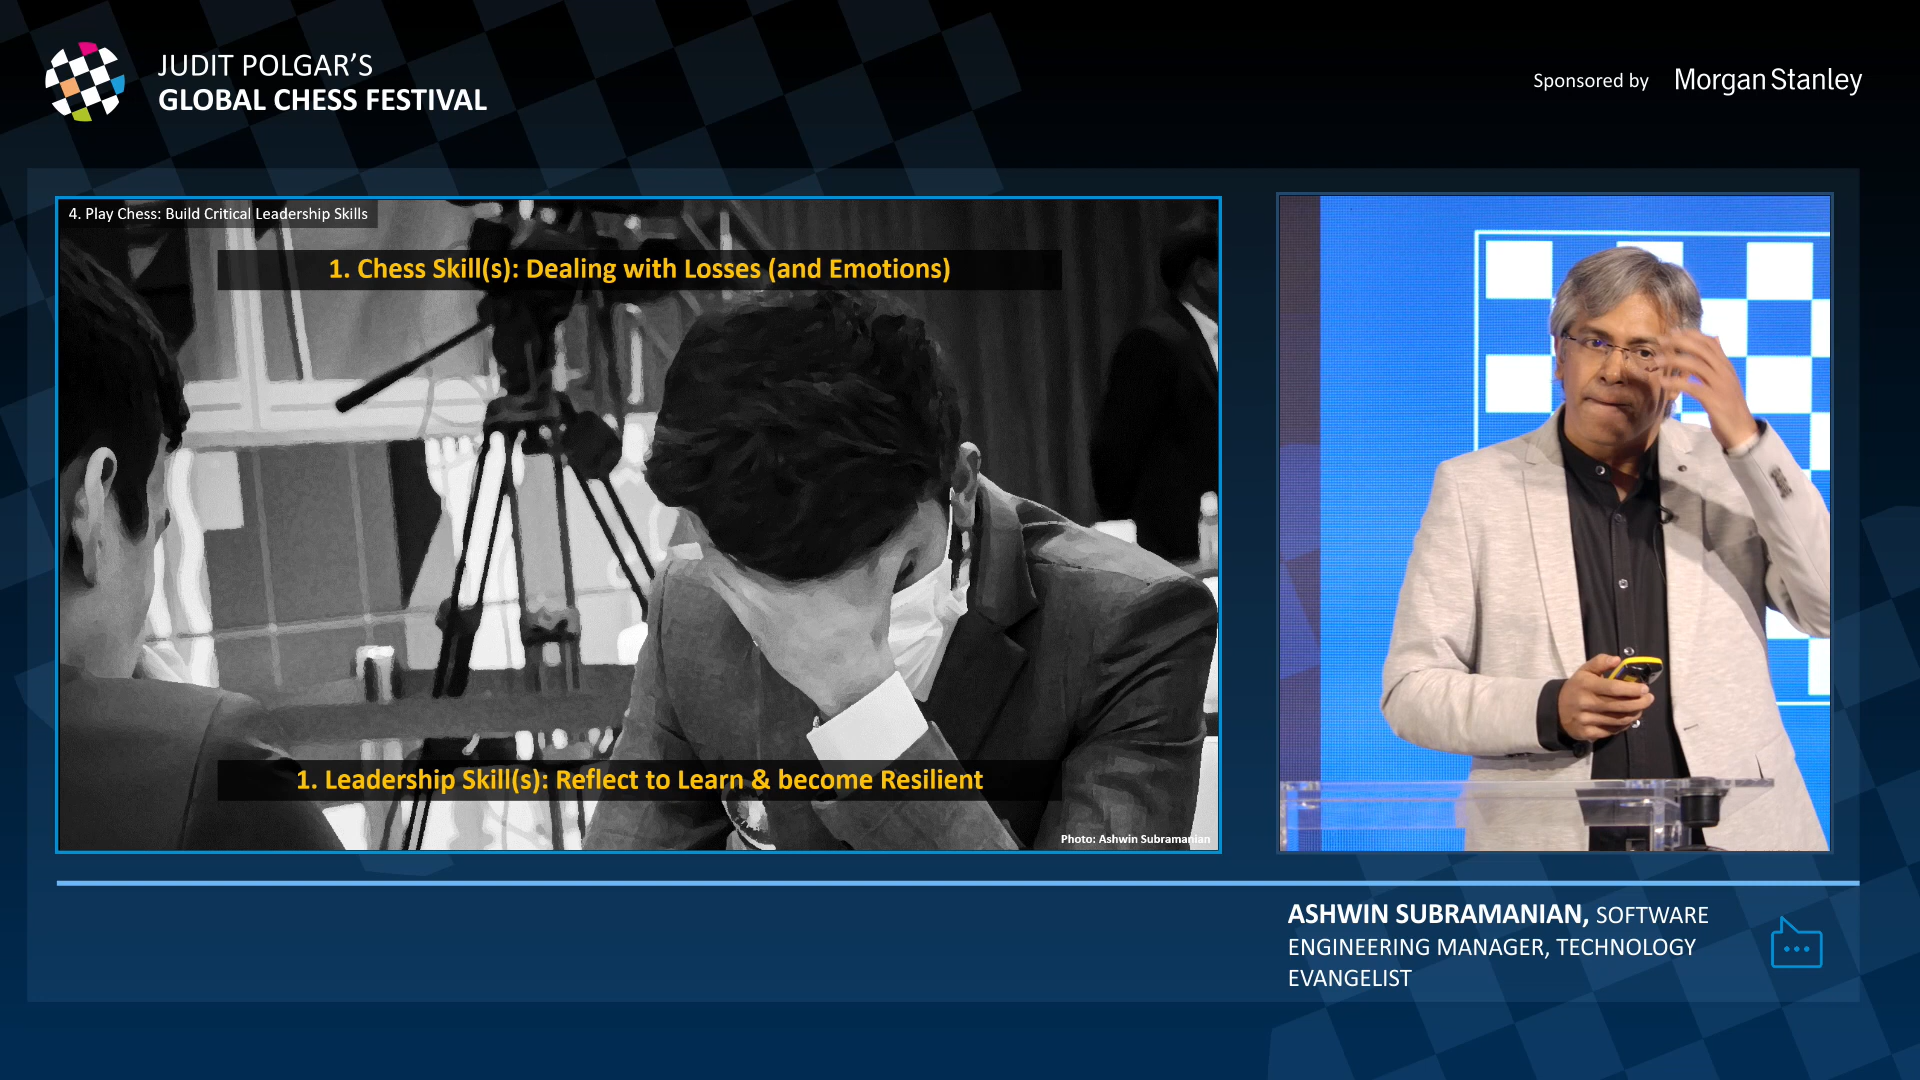 JUDIT POLGAR’S
GLOBAL CHESS FESTIVAL
Sponsored by Morgan Stanley
4. Play Chess: Build Critical Leadership Skills
1. Chess Skill(s): Dealing with Losses (and Emotions)
1. Leadership Skill(s): Reflect to Learn & become Resilient
Photo: Ashwin Subramanian
ASHWIN SUBRAMANIAN, SOFTWARE
ENGINEERING MANAGER, TECHNOLOGY
EVANGELIST